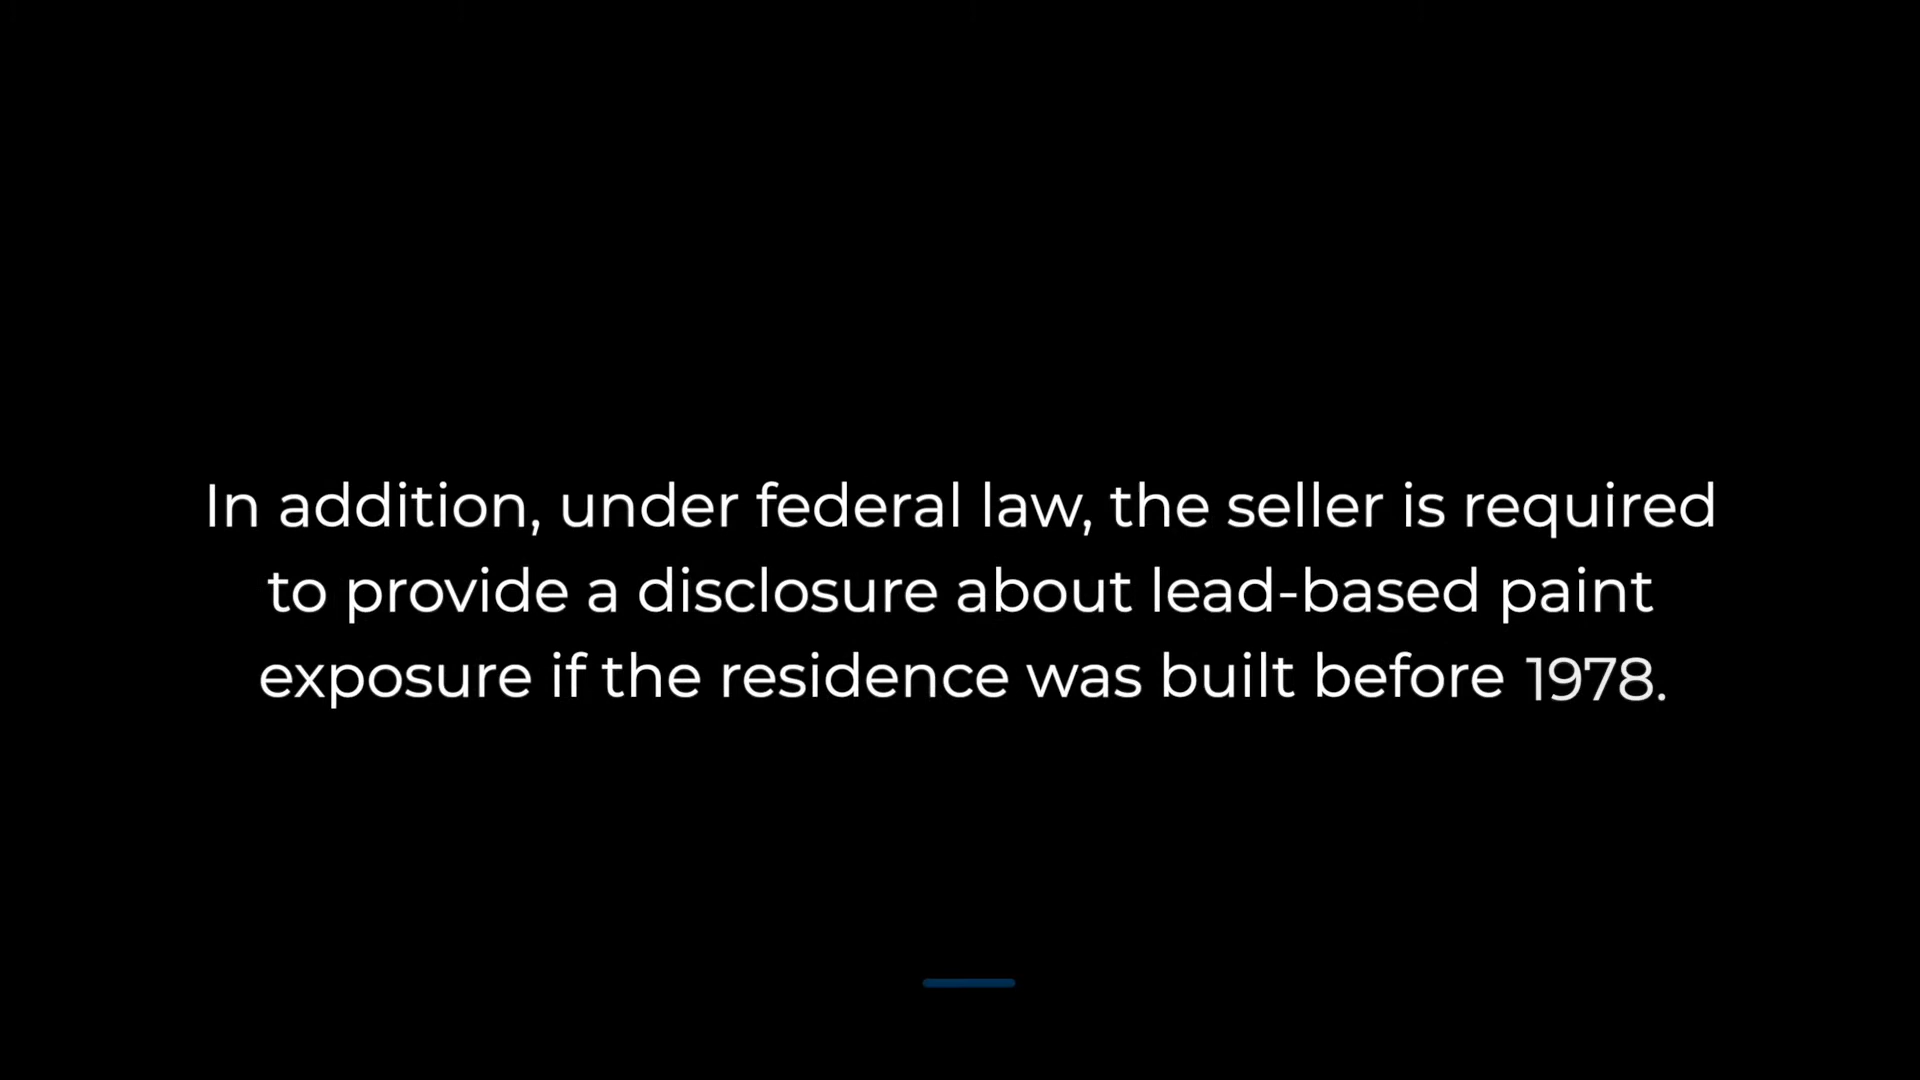 In addition, under federal law, the seller is required
to provide a disclosure about lead-based paint
exposure if the residence was built before 1978.